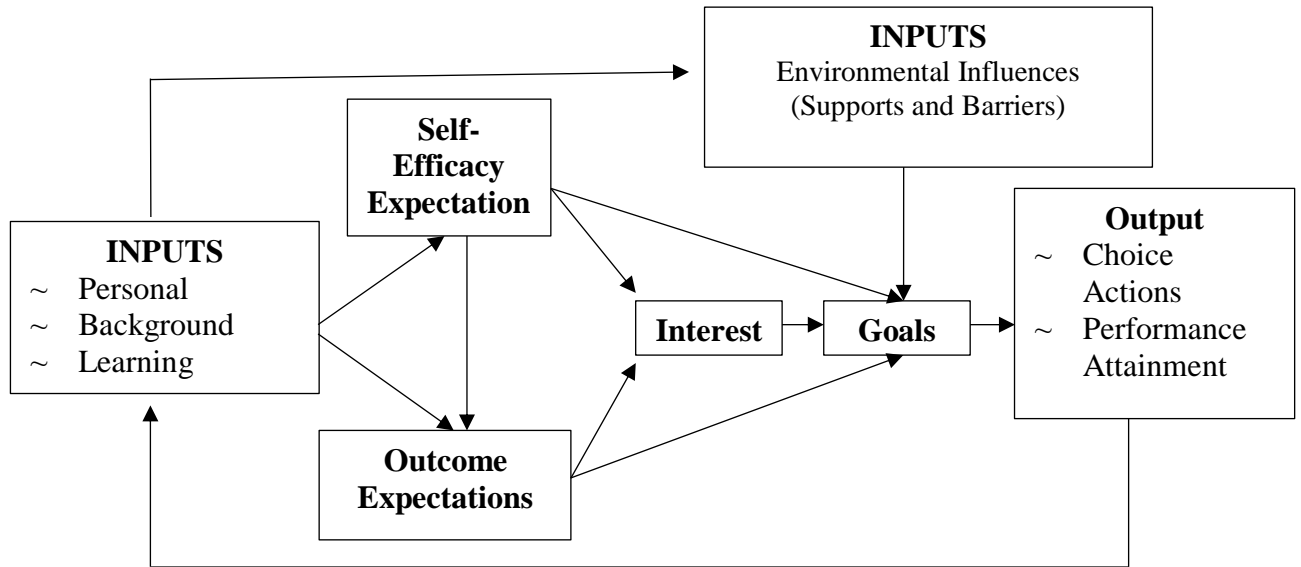 INPUTS
Environmental Influences
(Supports and Barriers)
Self-
Efficacy
Expectation
INPUTS
~ Personal
~ Background
~ Learning
Interest
Goals
Output
~ Choice
Actions
~ Performance
Attainment
Outcome
Expectations